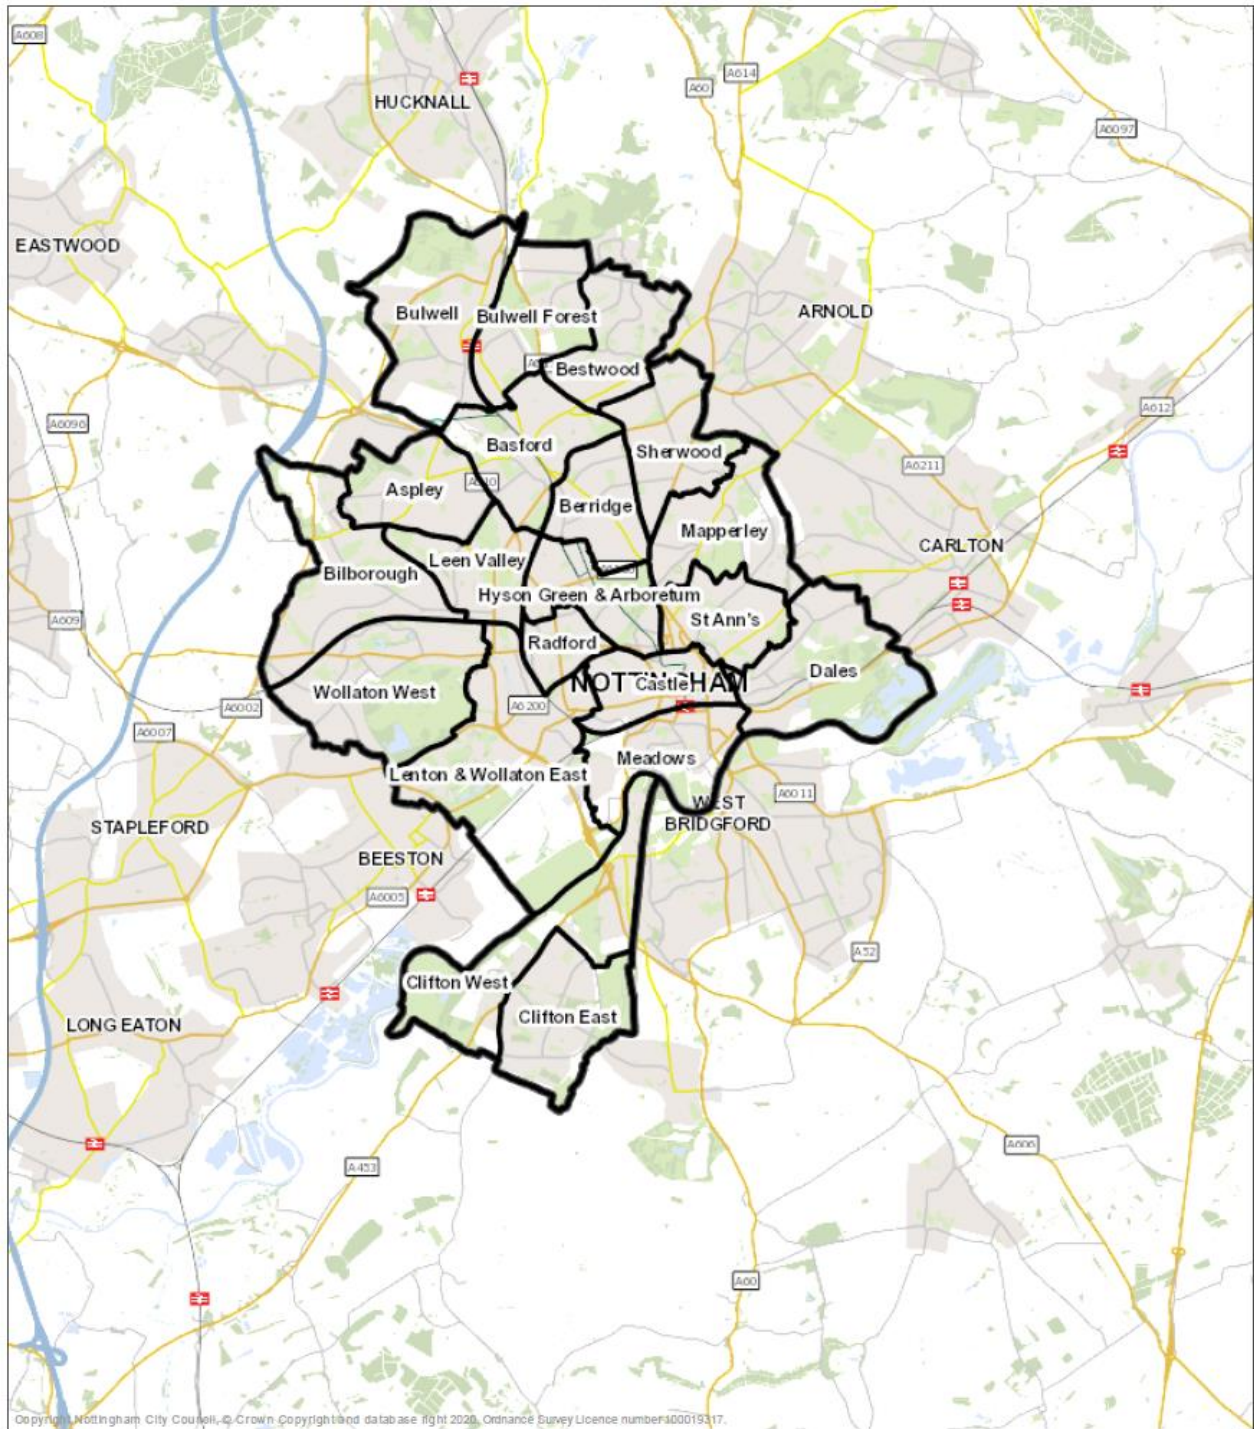 A608
A614
A60
HUCKNALL
A6097
EASTWOOD
Bulwell
Bulwell Forest
ARNOLD
Bestwood
A612
A6096
Basford
Sherwood
A6211
Aspley
Berridge
Mapperley
CARLTON
Leen Valley
Bilborough
Hyson Green & Arboretum
A609
St Ann's
Radford
Dales
NOTTINGHAM
Castle
Wollaton West
A6002
A6200
A6007
Meadows
Lenton & Wollaton East
A6011
WEST
BRIDGFORD
STAPLEFORD
BEESTON
A6005
A52
Clifton West
Clifton East
LONG EATON
A606
A453
A60
Copyright Nottingham City Council, © Crown Copyright and database right 2020. Ordnance Survey Licence number 100019317.